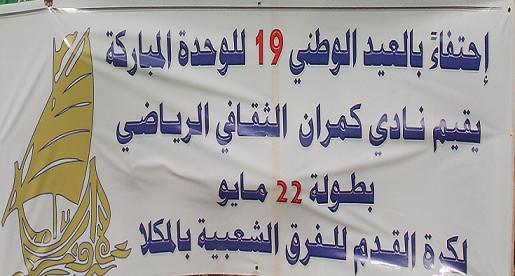 إحتفاءً بالعيد الوطني 19 للوحدة المباركة
يقيم نادي كمران الثقافي الرياضي
بطولة 22 مايو
لكرة القدم للفرق الشعبية بالمكلا